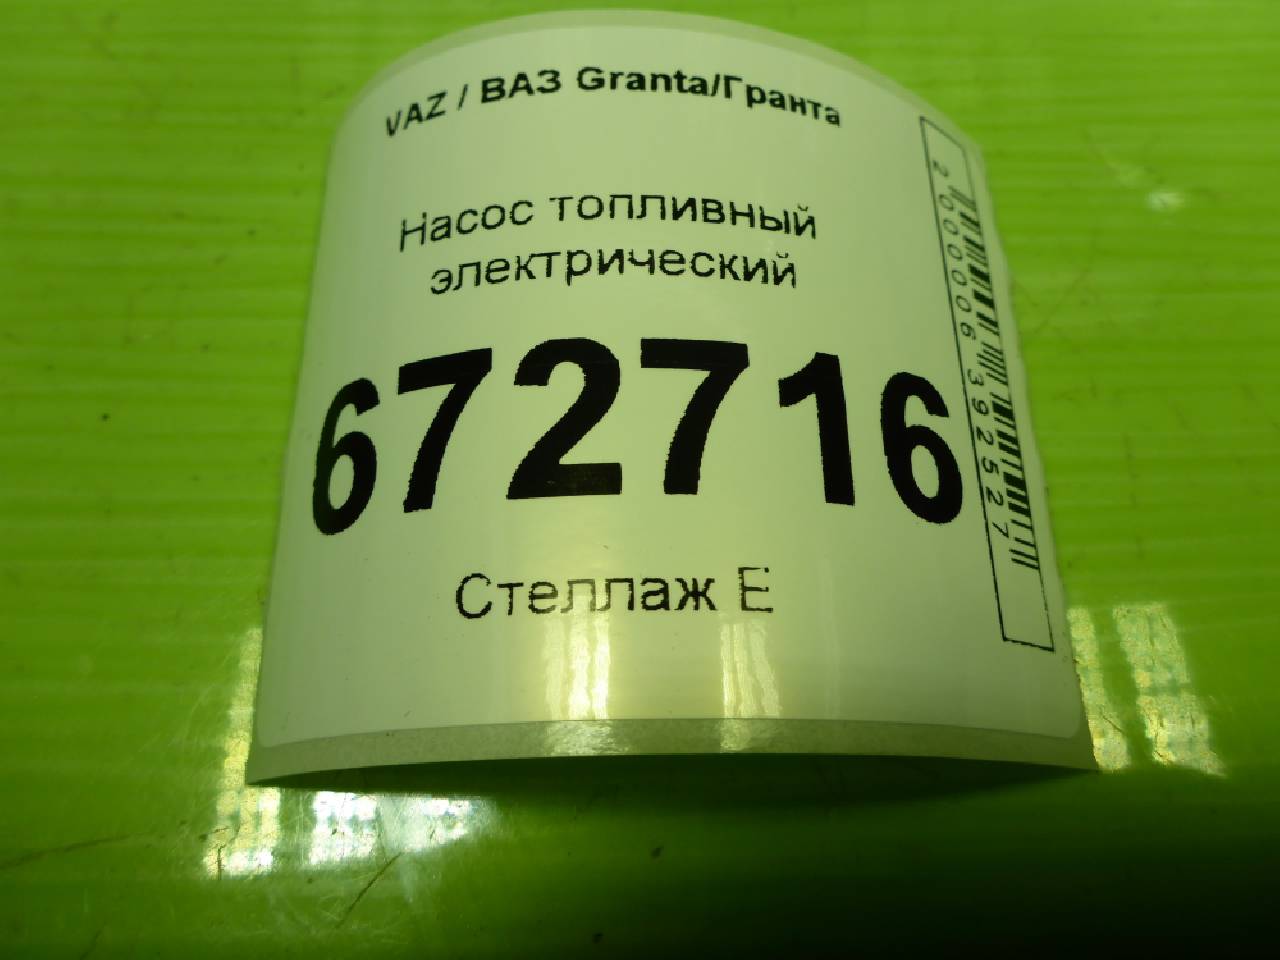 VAZ / ВАЗ Granta/Гранта
Насос топливный
электрический
672716
Стеллаж Е
2000006392527